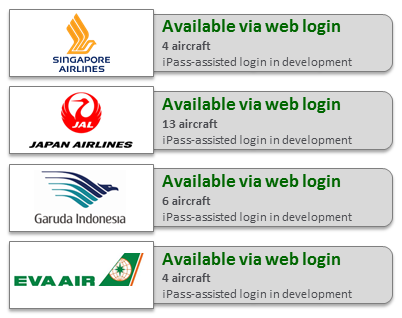 SINGAPORE
AIRLINES
Available via web login
4 aircraft
iPass-assisted login in development
JAL
JAPAN AIRLINES
Available via web login
13 aircraft
iPass-assisted login in development
Garuda Indonesia
Available via web login
6 aircraft
iPass-assisted login in development
EVA AIR
Available via web login
4 aircraft
iPass-assisted login in development